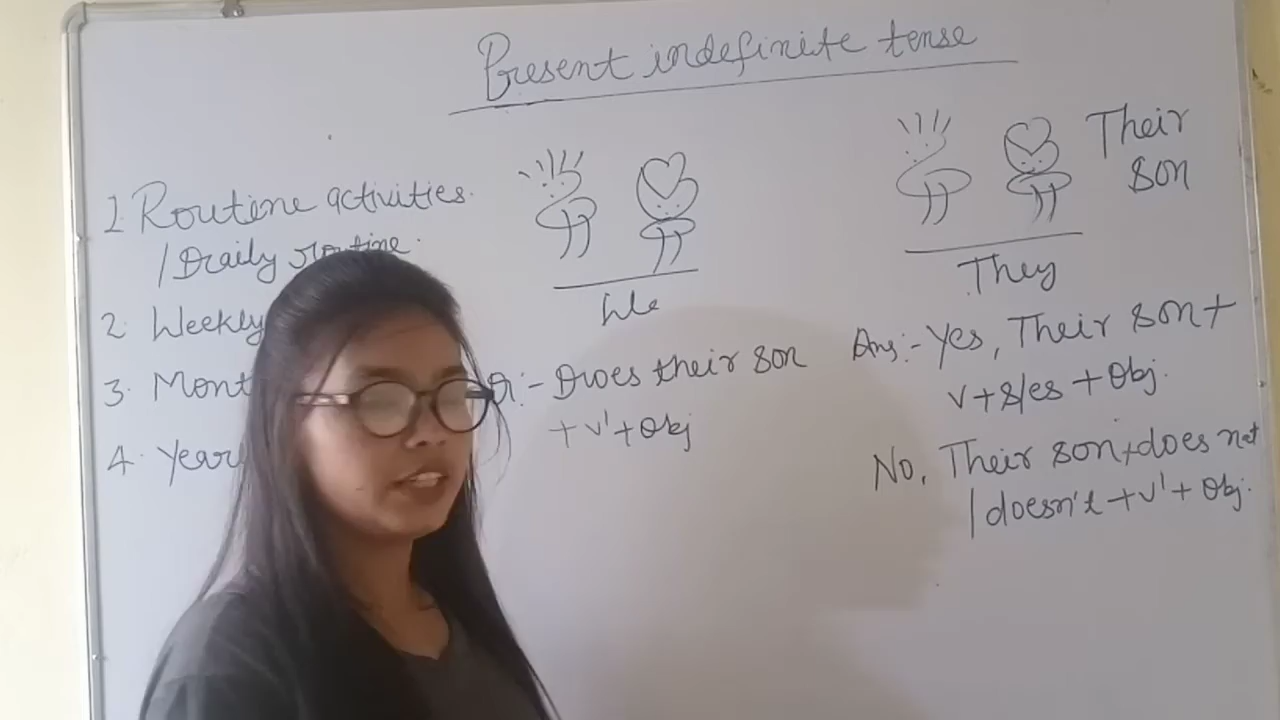 Present indefinite tense
1. Routine activities.
/Daily routine.
2. Weekly
3. Mont
4. Year
We
Their
son
They
Q:- Does their son
+ V¹ + Obj
Ans:- Yes, Their son +
V + s/es + Obj.
No, Their son + does not
/ doesn't + V¹ + Obj.